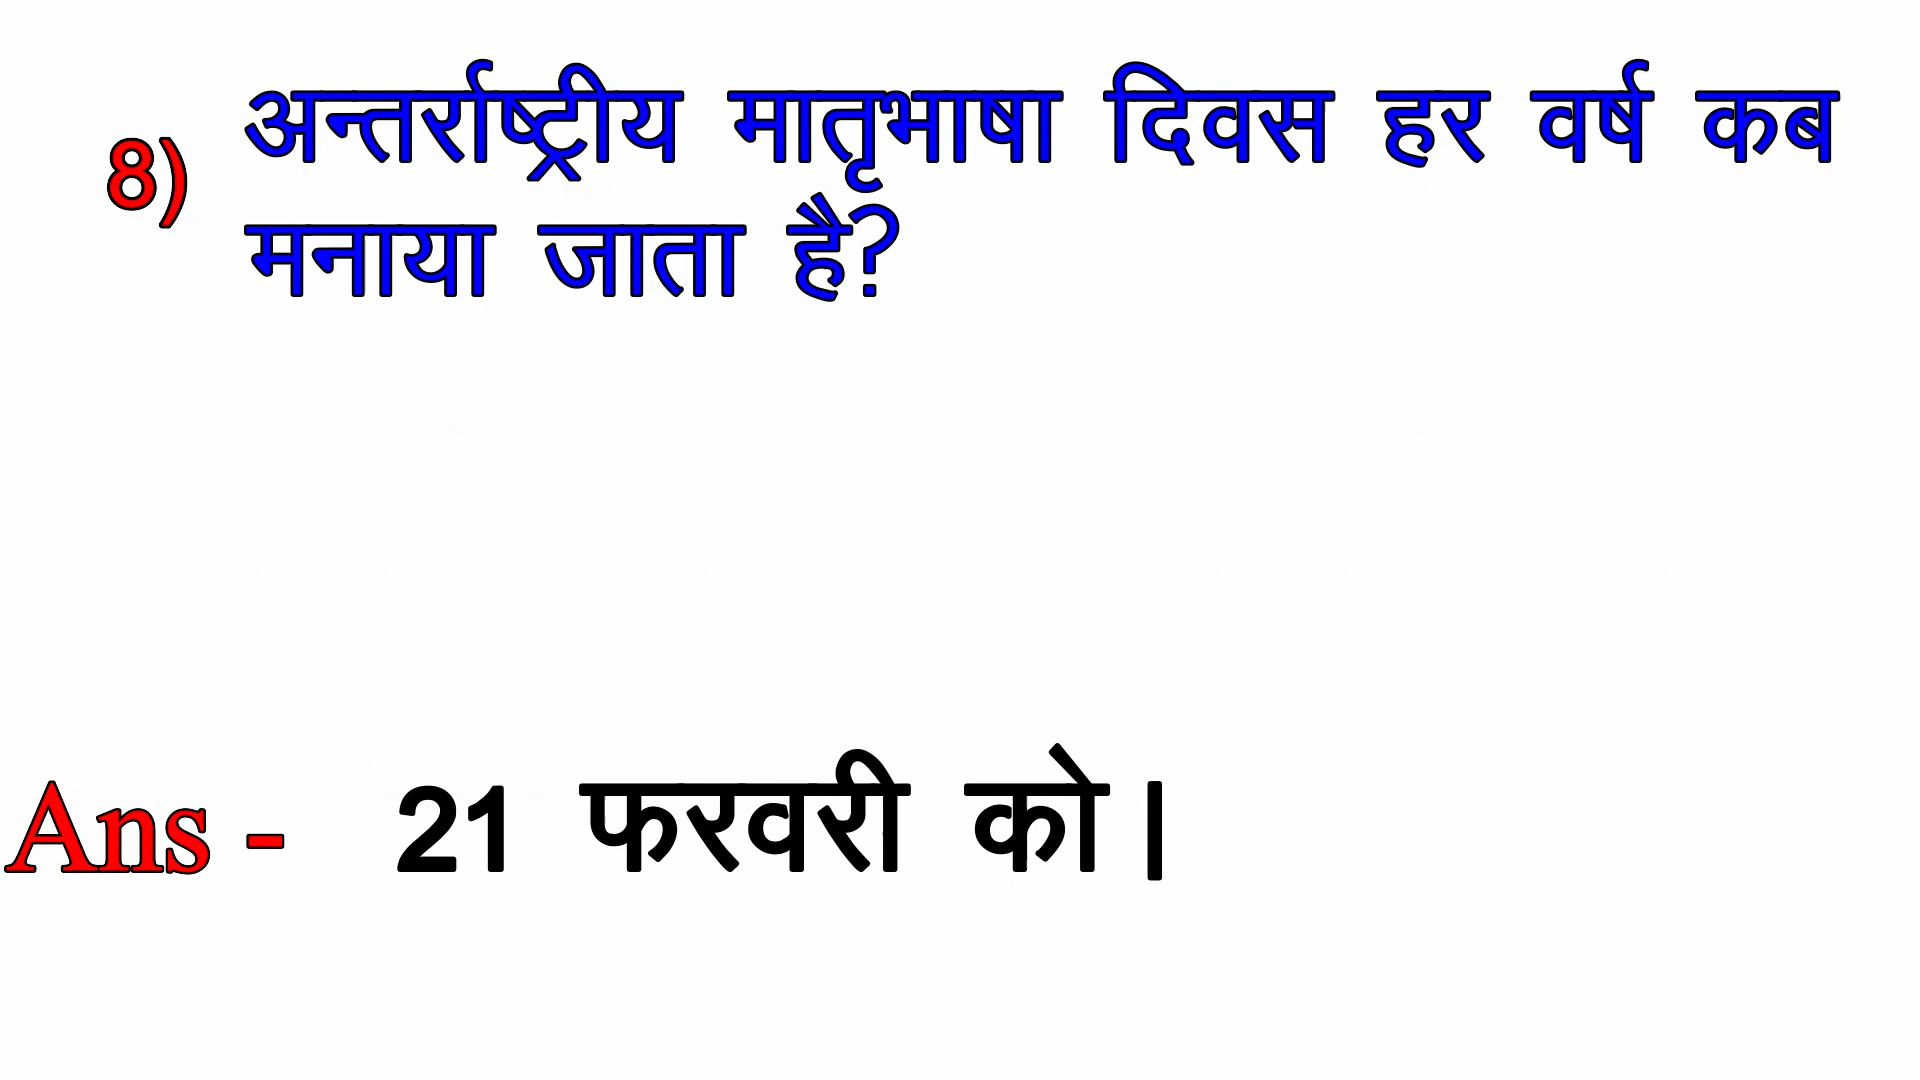 8) अन्तर्राष्ट्रीय मातृभाषा दिवस हर वर्ष कब
मनाया जाता है?
Ans - 21 फरवरी को।